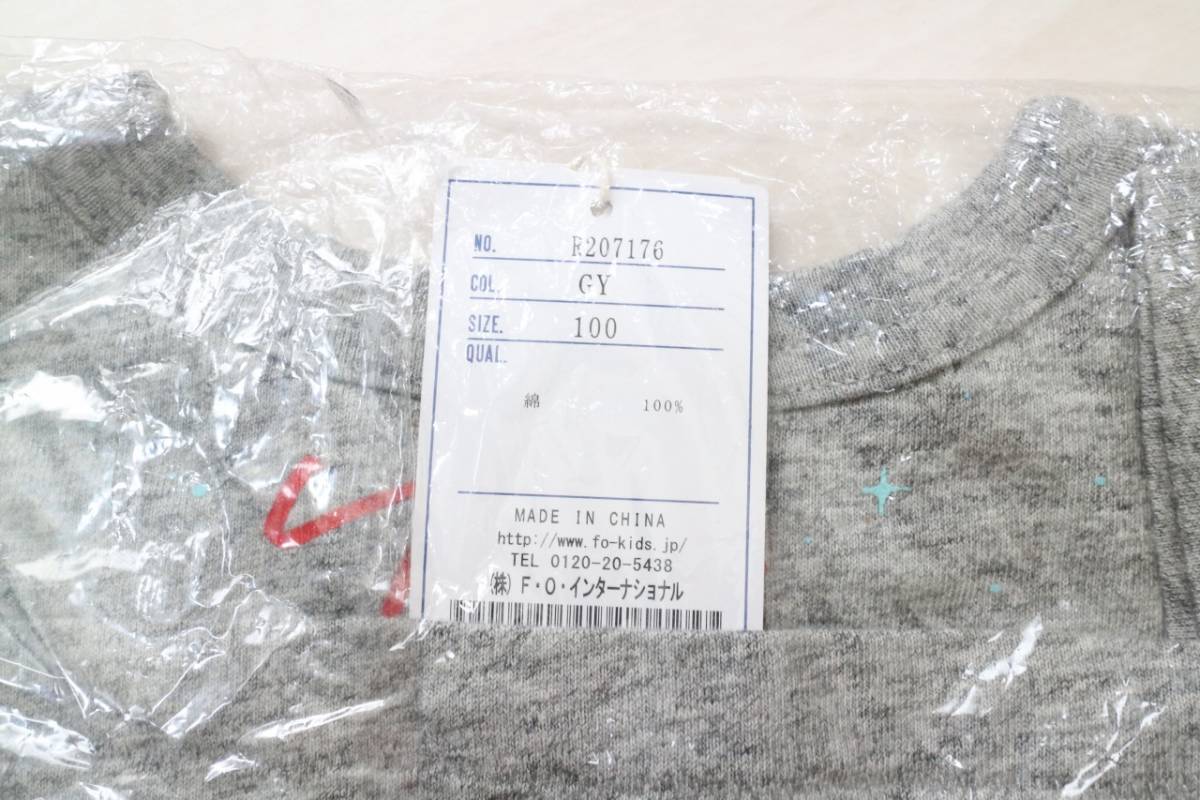 NO. R207176
COL. GY
SIZE. 100
QUAL.
綿 100%
MADE IN CHINA
http://www.fo-kids.jp/
TEL 0120-20-5438
㈱ F・O・インターナショナル